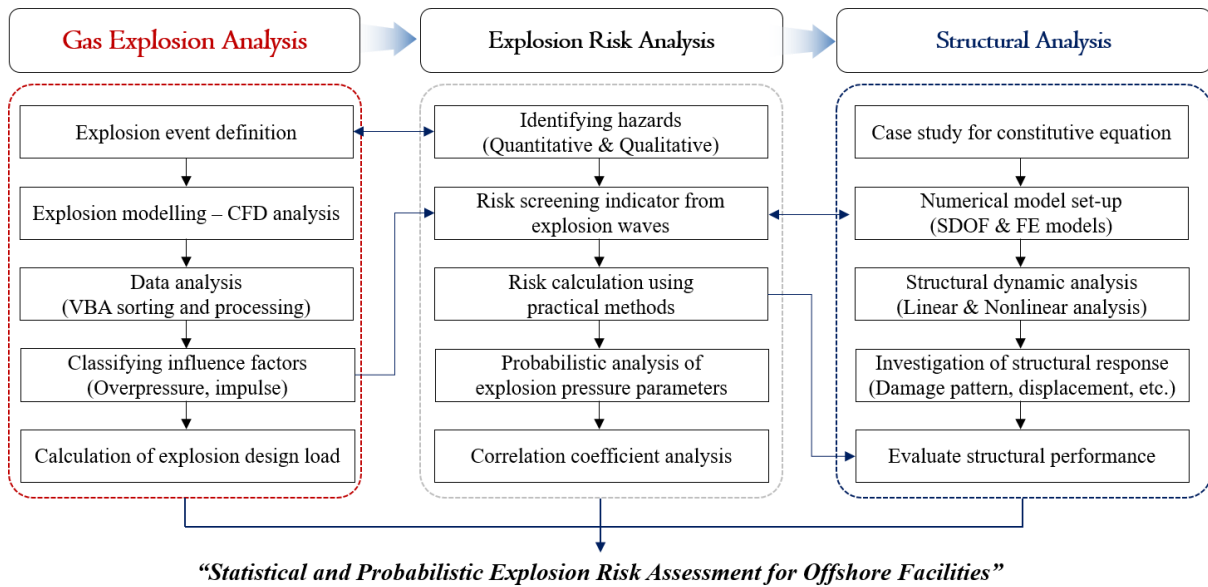 Gas Explosion Analysis
Explosion Risk Analysis
Structural Analysis
Explosion event definition
Explosion modelling – CFD analysis
Data analysis
(VBA sorting and processing)
Classifying influence factors
(Overpressure, impulse)
Calculation of explosion design load
Identifying hazards
(Quantitative & Qualitative)
Risk screening indicator from
explosion waves
Risk calculation using
practical methods
Probabilistic analysis of
explosion pressure parameters
Correlation coefficient analysis
Case study for constitutive equation
Numerical model set-up
(SDOF & FE models)
Structural dynamic analysis
(Linear & Nonlinear analysis)
Investigation of structural response
(Damage pattern, displacement, etc.)
Evaluate structural performance
“Statistical and Probabilistic Explosion Risk Assessment for Offshore Facilities”